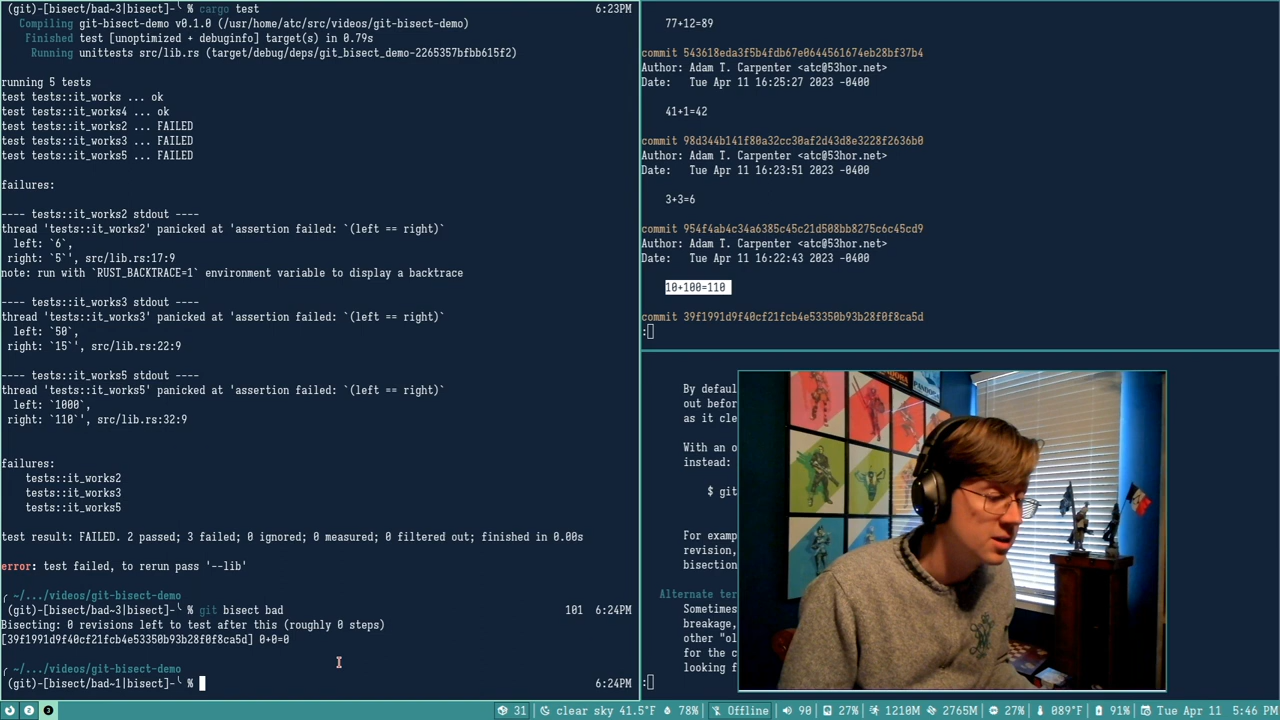 (git)-[bisect/bad~3|bisect]-╰ % cargo test 6:23PM
Compiling git-bisect-demo v0.1.0 (/usr/home/atc/src/videos/git-bisect-demo)
Finished test [unoptimized + debuginfo] target(s) in 0.79s
Running unittests src/lib.rs (target/debug/deps/git_bisect_demo-2265357bfbb615f2)
running 5 tests
test tests::it_works ... ok
test tests::it_works4 ... ok
test tests::it_works2 ... FAILED
test tests::it_works3 ... FAILED
test tests::it_works5 ... FAILED
failures:
---- tests::it_works2 stdout ----
thread 'tests::it_works2' panicked at 'assertion failed: `(left == right)`
left: `6`,
right: `5`', src/lib.rs:17:9
note: run with `RUST_BACKTRACE=1` environment variable to display a backtrace
---- tests::it_works3 stdout ----
thread 'tests::it_works3' panicked at 'assertion failed: `(left == right)`
left: `50`,
right: `15`', src/lib.rs:22:9
---- tests::it_works5 stdout ----
thread 'tests::it_works5' panicked at 'assertion failed: `(left == right)`
left: `1000`,
right: `110`', src/lib.rs:32:9
failures:
tests::it_works2
tests::it_works3
tests::it_works5
test result: FAILED. 2 passed; 3 failed; 0 ignored; 0 measured; 0 filtered out; finished in 0.00s
error: test failed, to rerun pass '--lib'
╭ ~/.../videos/git-bisect-demo
(git)-[bisect/bad~3|bisect]-╰ % git bisect bad 101 6:24PM
Bisecting: 0 revisions left to test after this (roughly 0 steps)
[39f1991d9f40cf21fcb4e53350b93b28f0f8ca5d] 0+0=0
╭ ~/.../videos/git-bisect-demo
(git)-[bisect/bad~1|bisect]-╰ % 6:24PM
77+12=89
commit 543618eda3f5b4fdb67e0644561674eb28bf37b4
Author: Adam T. Carpenter <atc@53hor.net>
Date: Tue Apr 11 16:25:27 2023 -0400
41+1=42
commit 98d344b141f80a32cc30af2d43d8e3228f2636b0
Author: Adam T. Carpenter <atc@53hor.net>
Date: Tue Apr 11 16:23:51 2023 -0400
3+3=6
commit 954f4ab4c34a6385c45c21d508bb8275c6c45cd9
Author: Adam T. Carpenter <atc@53hor.net>
Date: Tue Apr 11 16:22:43 2023 -0400
10+100=110
commit 39f1991d9f40cf21fcb4e53350b93b28f0f8ca5d
:
By defaul
out befor
as it cle
With an o
instead:
$ git
For examp
revision,
bisection
Alternate ter
Sometimes
breakage,
other "ol
for the c
looking f
:
2 3 31 clear sky 41.5°F 78% Offline 90 27% 1210M 2765M 27% 089°F 91% Tue Apr 11 5:46 PM